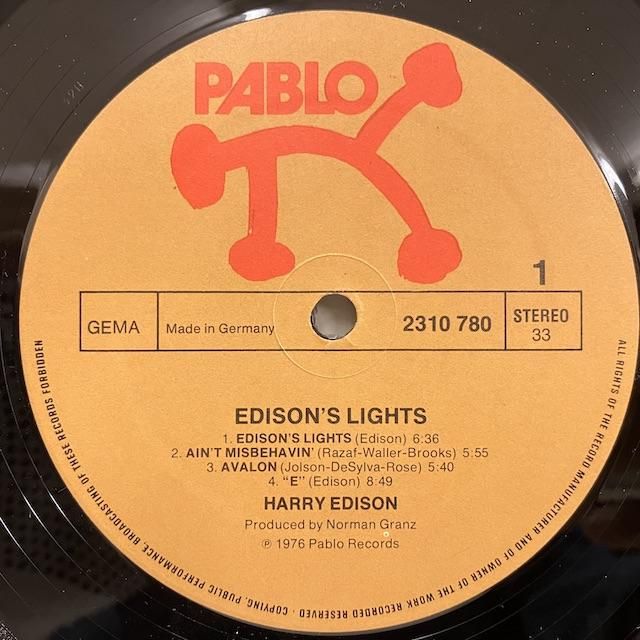 PABLO
1
GEMA
Made in Germany
2310 780
STEREO
33
EDISON'S LIGHTS
1. EDISON'S LIGHTS (Edison) 6:36
2. AIN'T MISBEHAVIN' (Razaf-Waller-Brooks) 5:55
3. AVALON (Jolson-DeSylva-Rose) 5:40
4. "E" (Edison) 8:49
HARRY EDISON
Produced by Norman Granz
℗ 1976 Pablo Records
ALL RIGHTS OF THE RECORD MANUFACTURER AND OF OWNER OF THE WORK RECORDED RESERVED · COPYING, PUBLIC PERFORMANCE, BROADCASTING OF THESE RECORDS FORBIDDEN